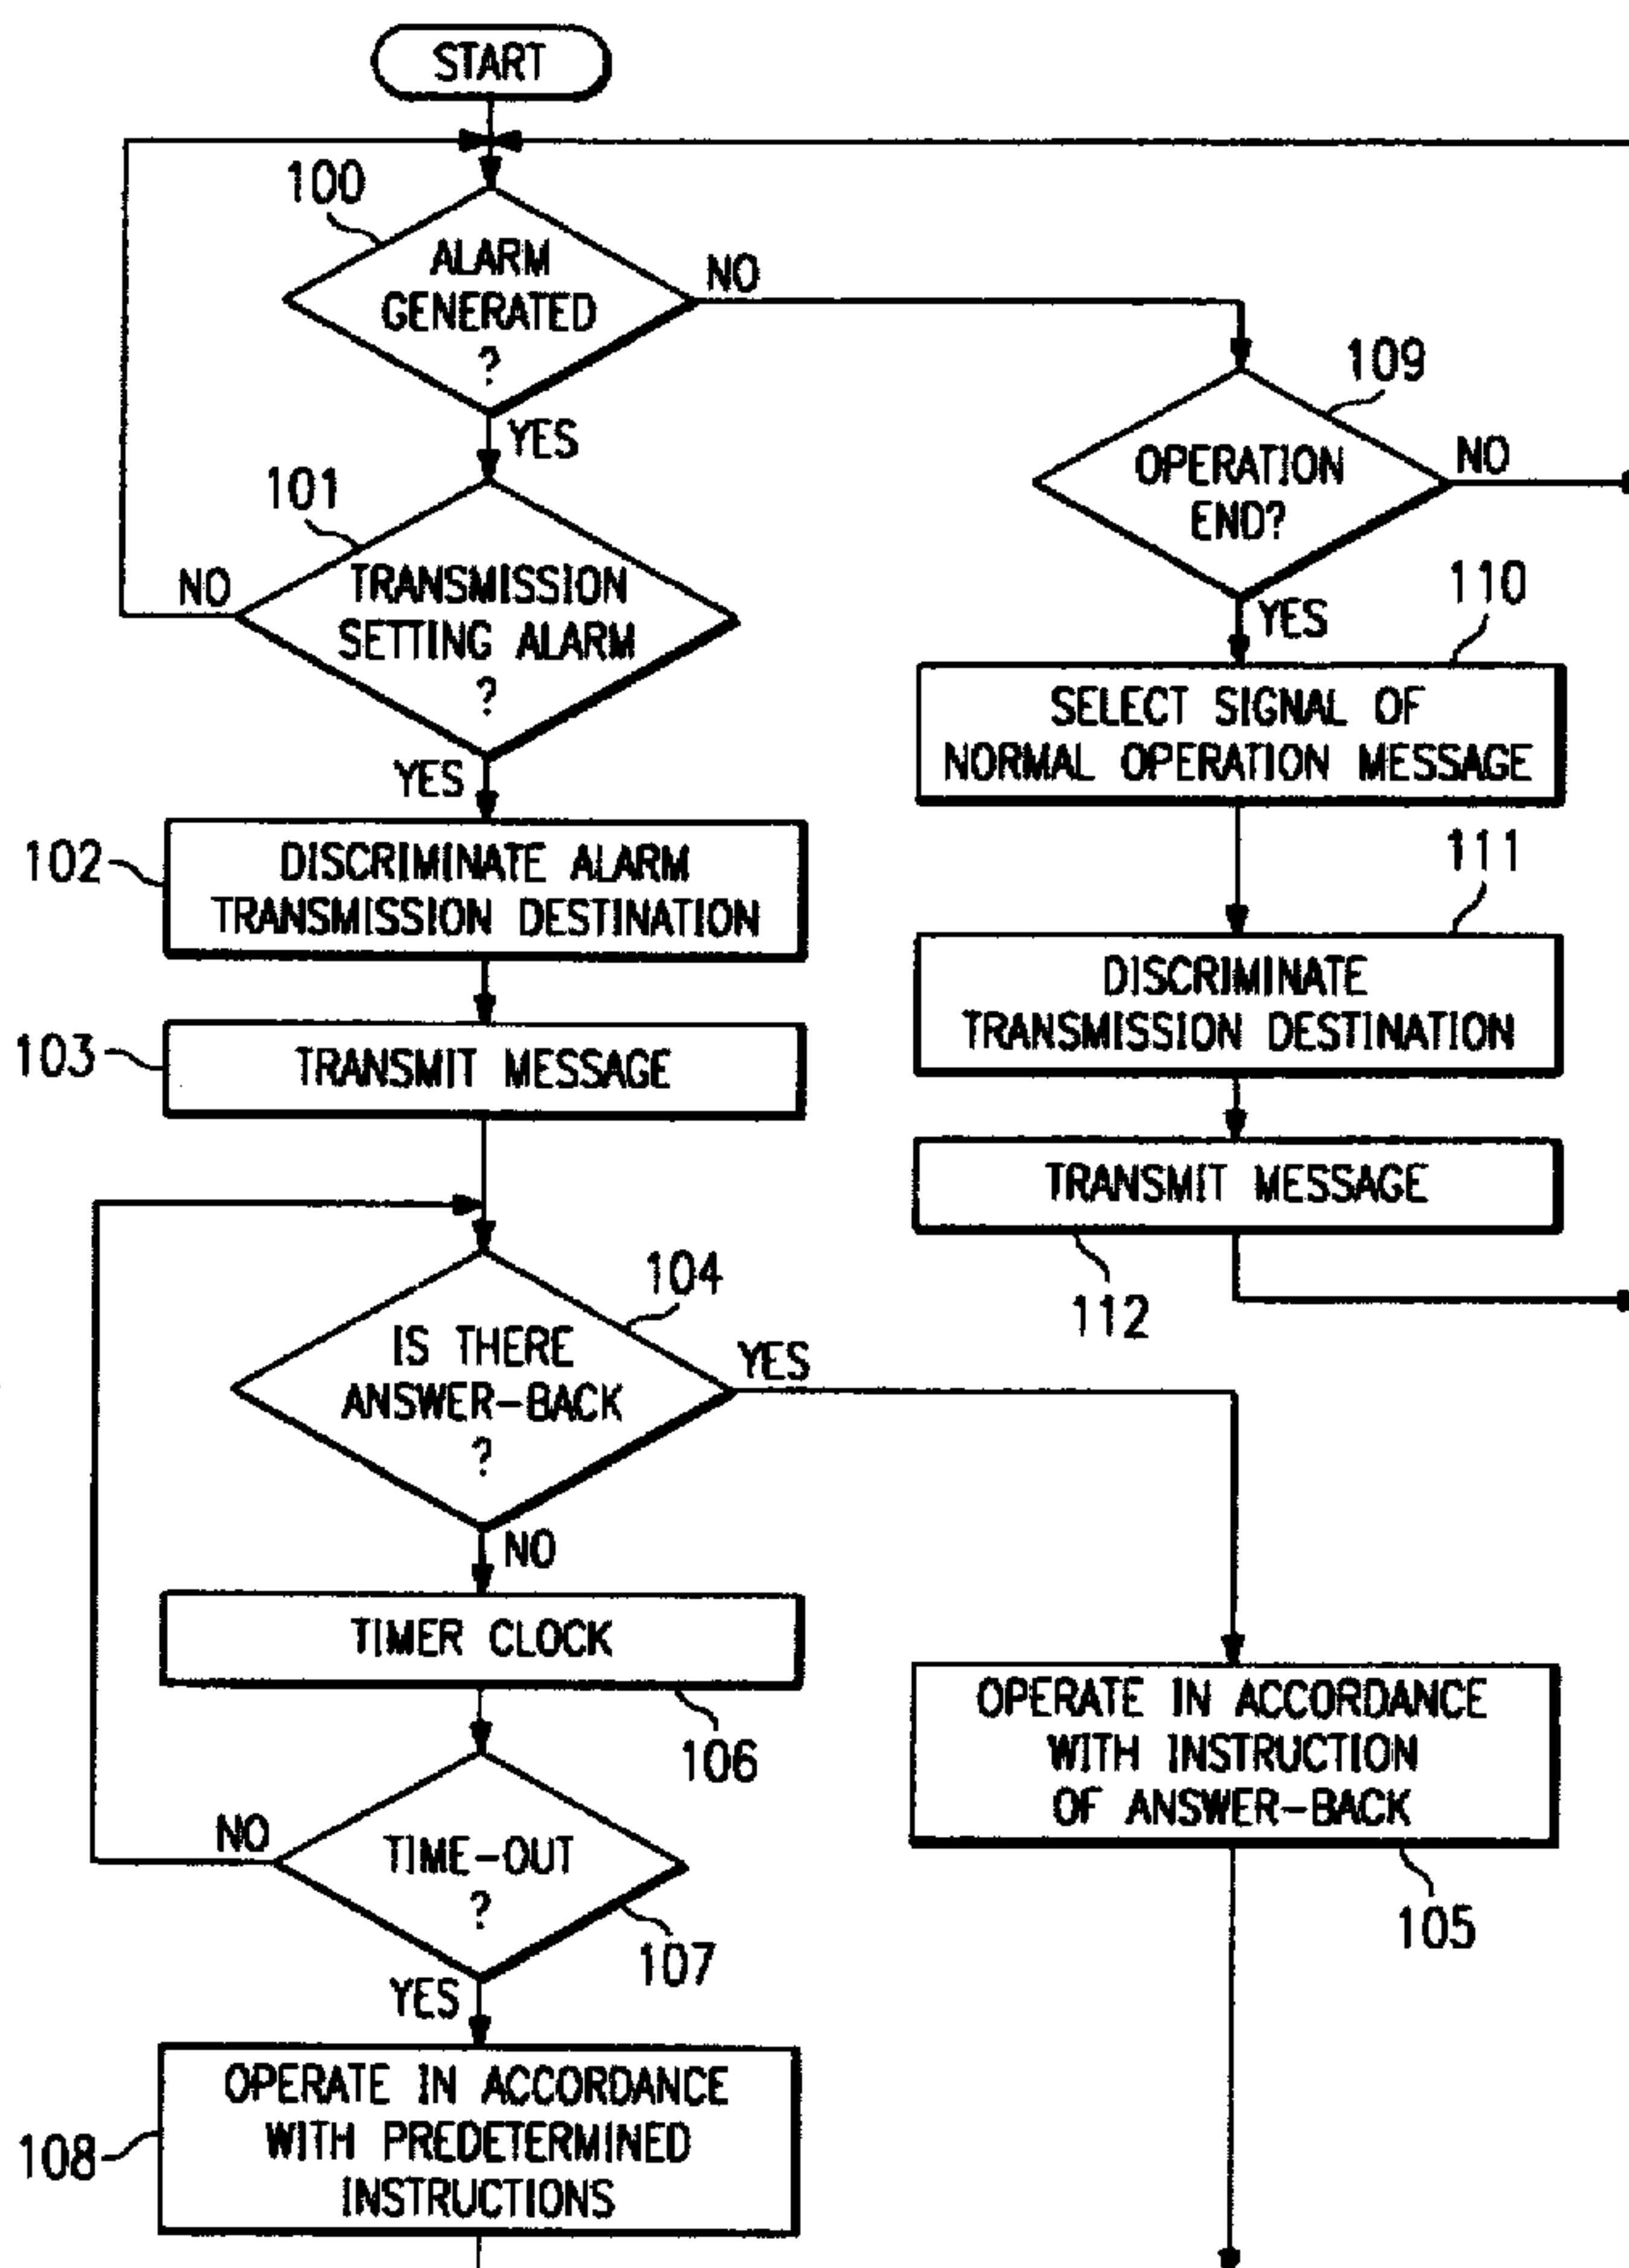 START
100
ALARM
GENERATED
?
NO
YES
109
OPERATION
END?
NO
YES
101
TRANSMISSION
SETTING ALARM
?
NO
YES
110
SELECT SIGNAL OF
NORMAL OPERATION MESSAGE
102
DISCRIMINATE ALARM
TRANSMISSION DESTINATION
111
DISCRIMINATE
TRANSMISSION DESTINATION
103
TRANSMIT MESSAGE
TRANSMIT MESSAGE
112
104
IS THERE
ANSWER-BACK
?
YES
NO
TIMER CLOCK
106
OPERATE IN ACCORDANCE
WITH INSTRUCTION
OF ANSWER-BACK
105
TIME-OUT
?
NO
107
YES
108
OPERATE IN ACCORDANCE
WITH PREDETERMINED
INSTRUCTIONS